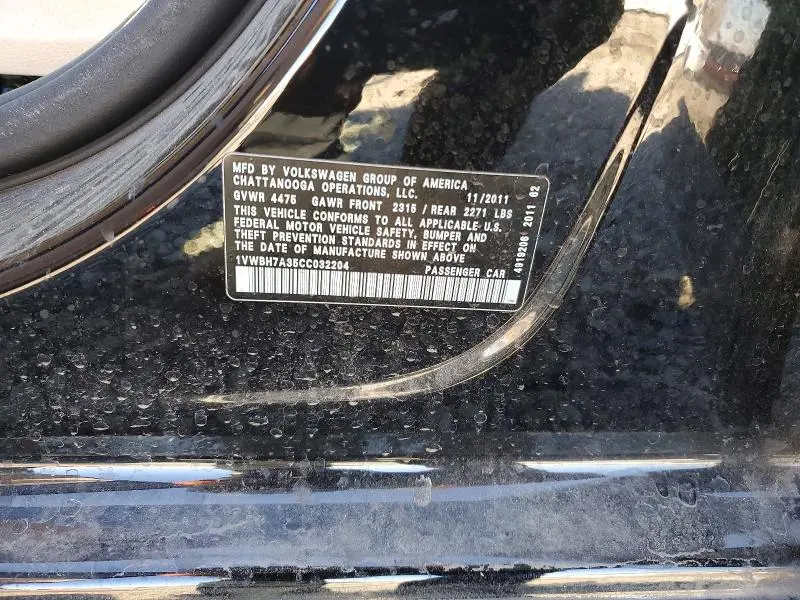 MFD BY VOLKSWAGEN GROUP OF AMERICA
CHATTANOOGA OPERATIONS, LLC. 11/2011
GVWR 4475 GAWR FRONT 2315 / REAR 2271 LBS
THIS VEHICLE CONFORMS TO ALL APPLICABLE U.S.
FEDERAL MOTOR VEHICLE SAFETY, BUMPER AND
THEFT PREVENTION STANDARDS IN EFFECT ON
THE DATE OF MANUFACTURE SHOWN ABOVE
1VWBH7A35CC032204 PASSENGER CAR
4919206 2011 62